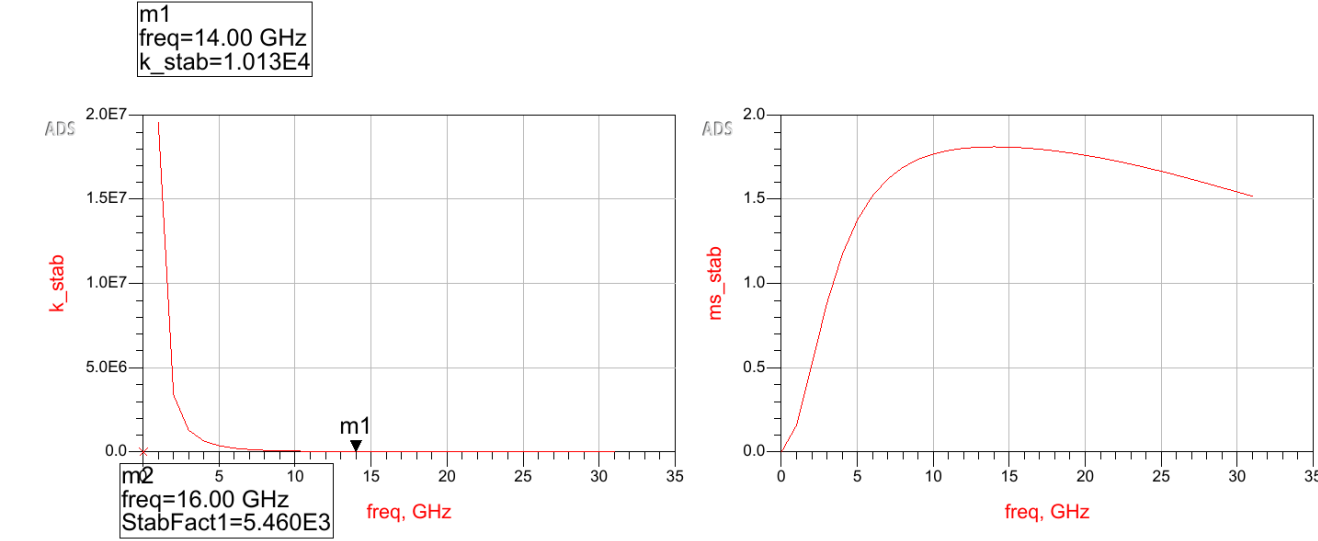 m1
freq=14.00 GHz
k_stab=1.013E4
ADS
2.0E7
1.5E7
1.0E7
5.0E6
0.0
k_stab
m1
5 10 15 20 25 30 35
freq, GHz
m2
freq=16.00 GHz
StabFact1=5.460E3
ADS
2.0
1.5
1.0
0.5
0.0
ms_stab
0 5 10 15 20 25 30 35
freq, GHz